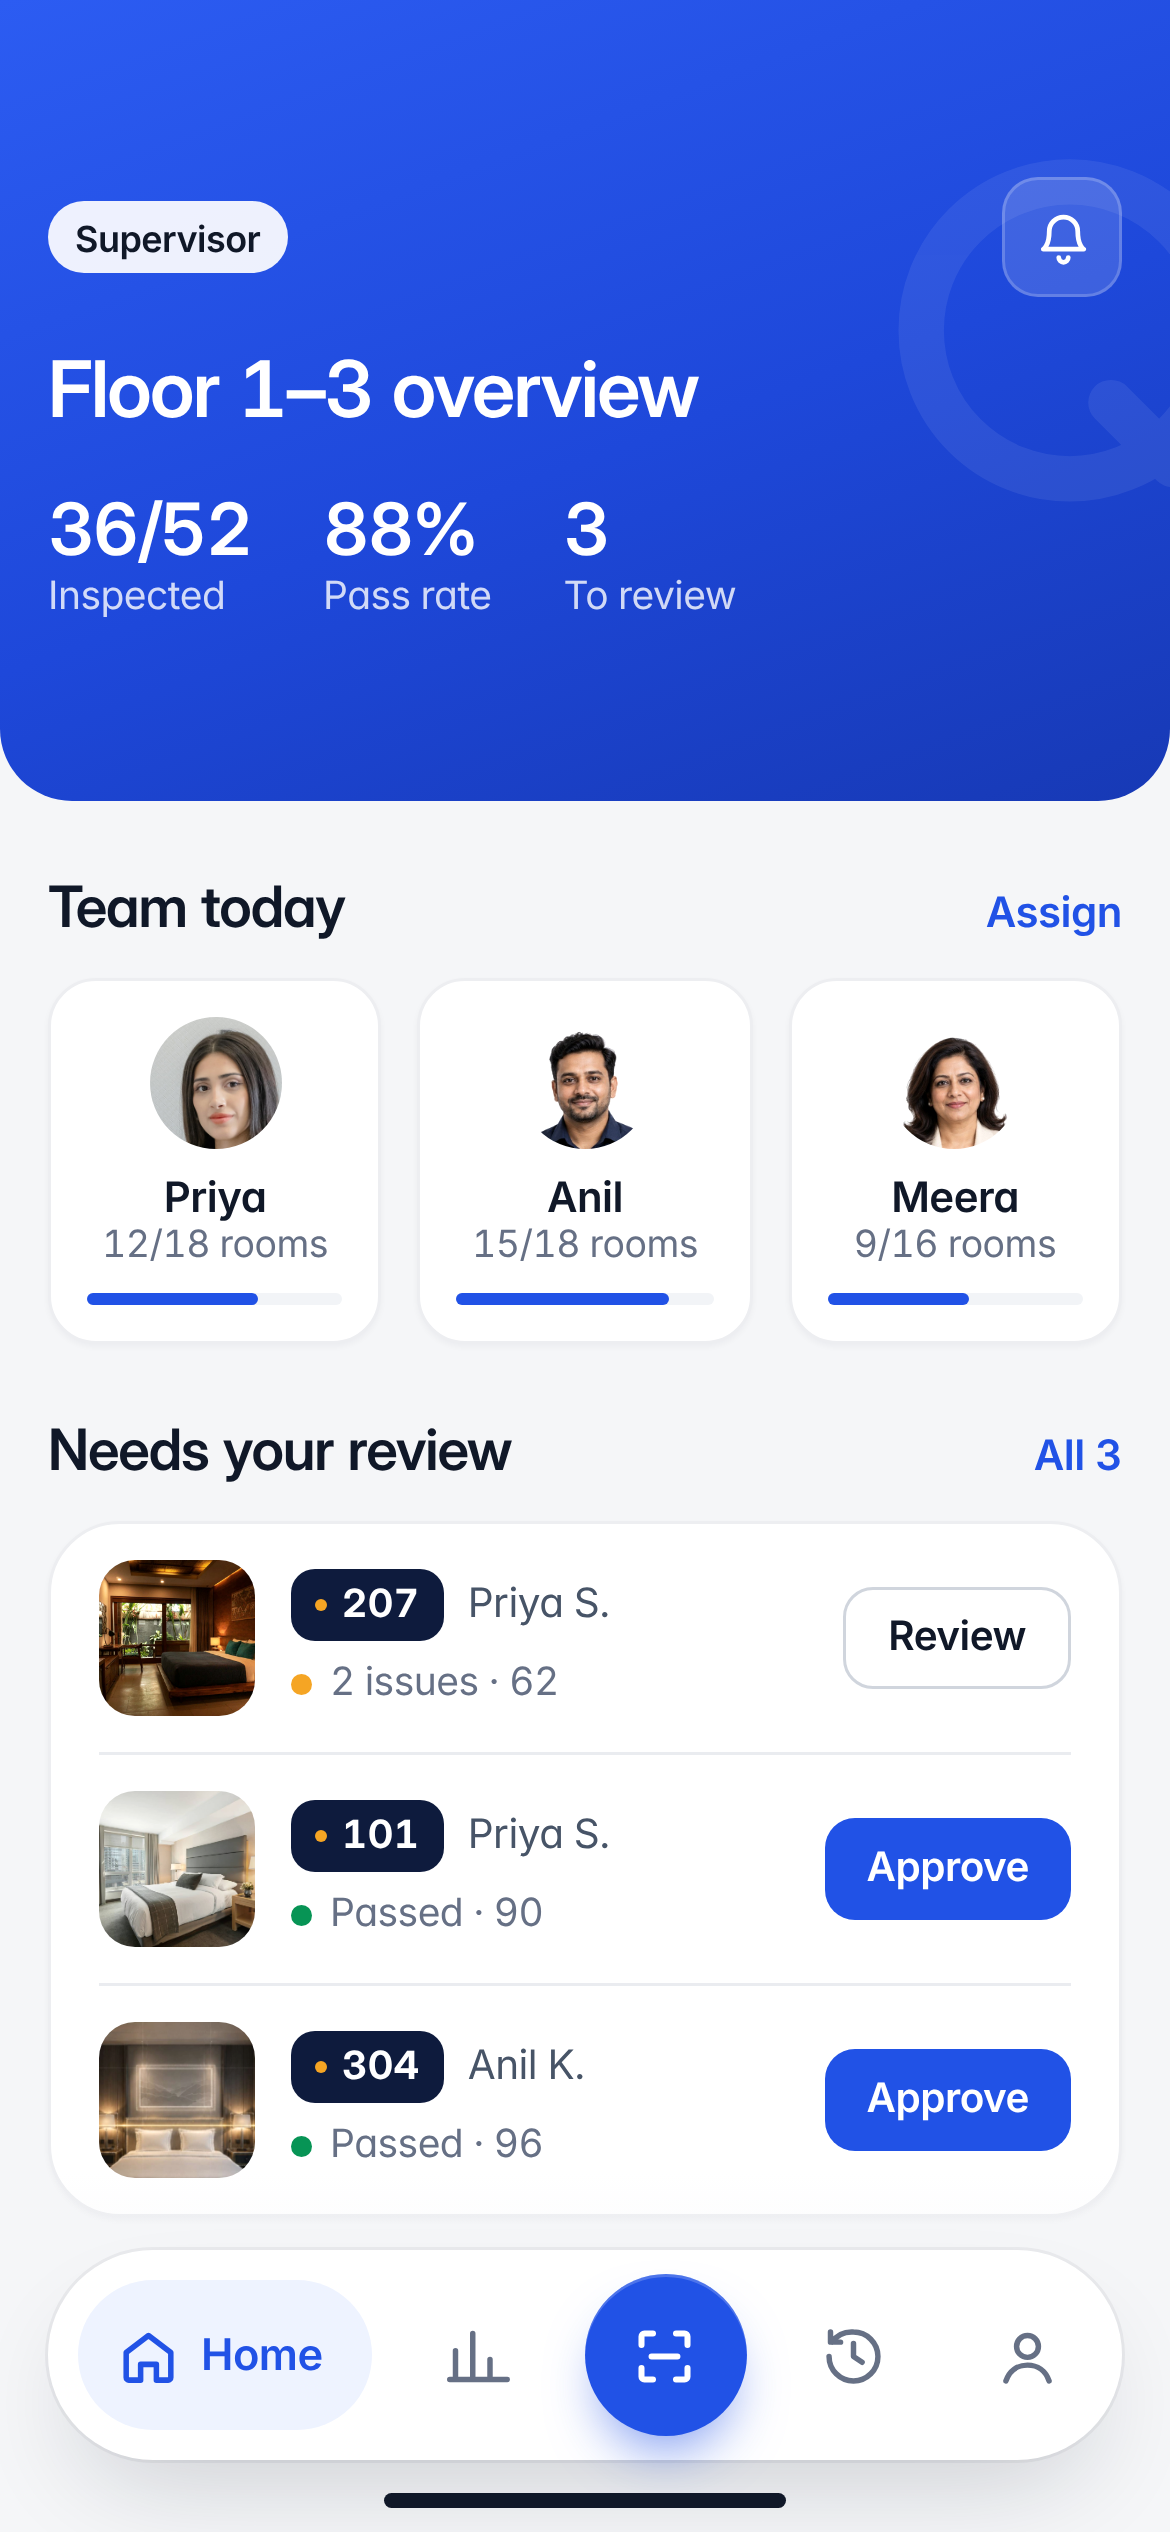 Supervisor
Floor 1–3 overview
36/52 88% 3
Inspected Pass rate To review
Team today Assign
Priya Anil Meera
12/18 rooms 15/18 rooms 9/16 rooms
Needs your review All 3
207 Priya S. Review
2 issues · 62
101 Priya S. Approve
Passed · 90
304 Anil K. Approve
Passed · 96
Home